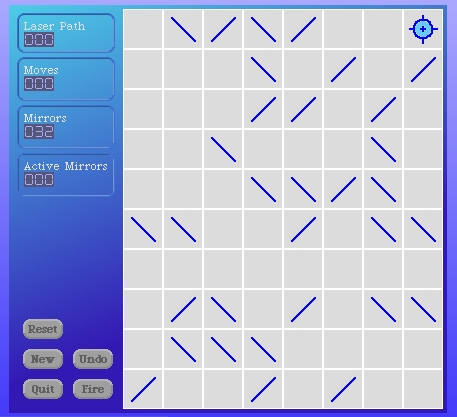 Laser Path
000
Moves
000
Mirrors
032
Active Mirrors
000
Reset
New Undo
Quit Fire